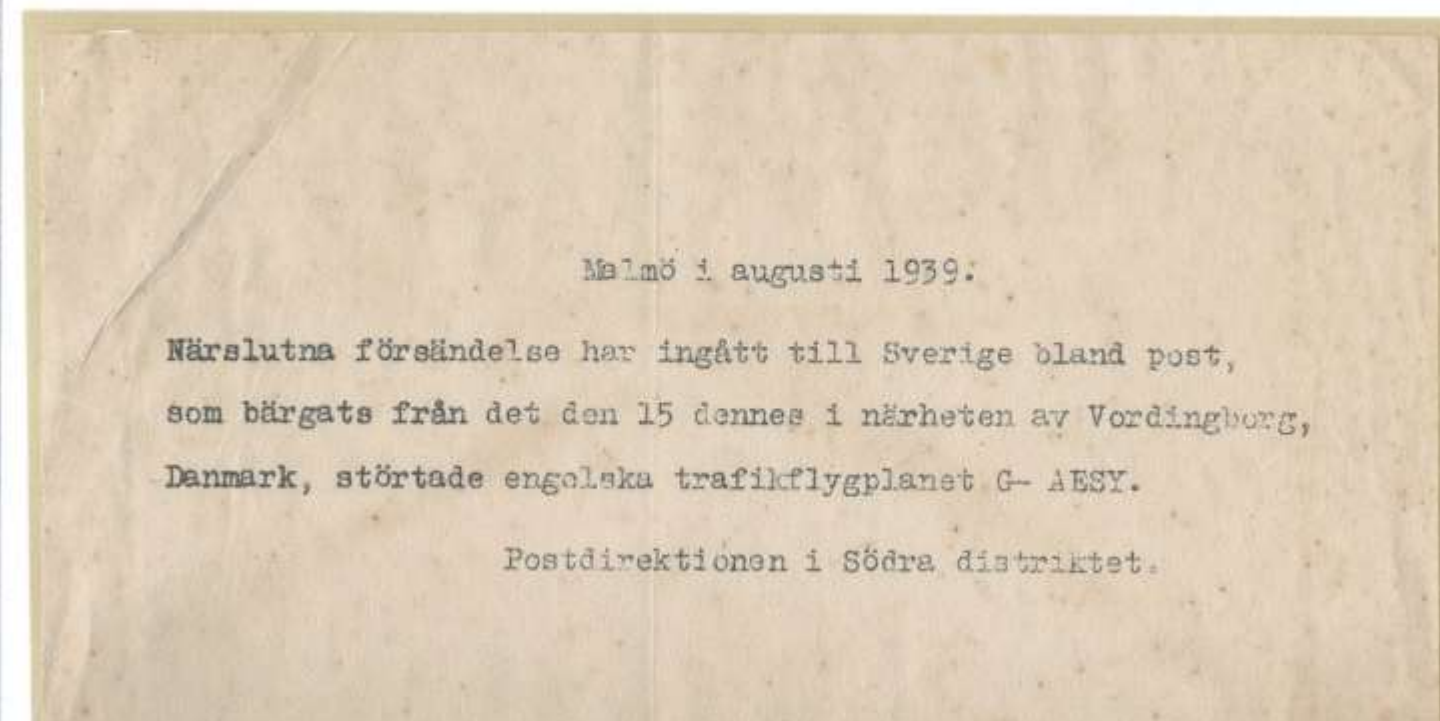 Malmö i augusti 1939.
Närslutna försändelse har ingått till Sverige bland post,
som bärgats från det den 15 dennes i närheten av Vordingborg,
Danmark, störtade engelska trafikflygplanet G- AESY.
Postdirektionen i Södra distriktet.